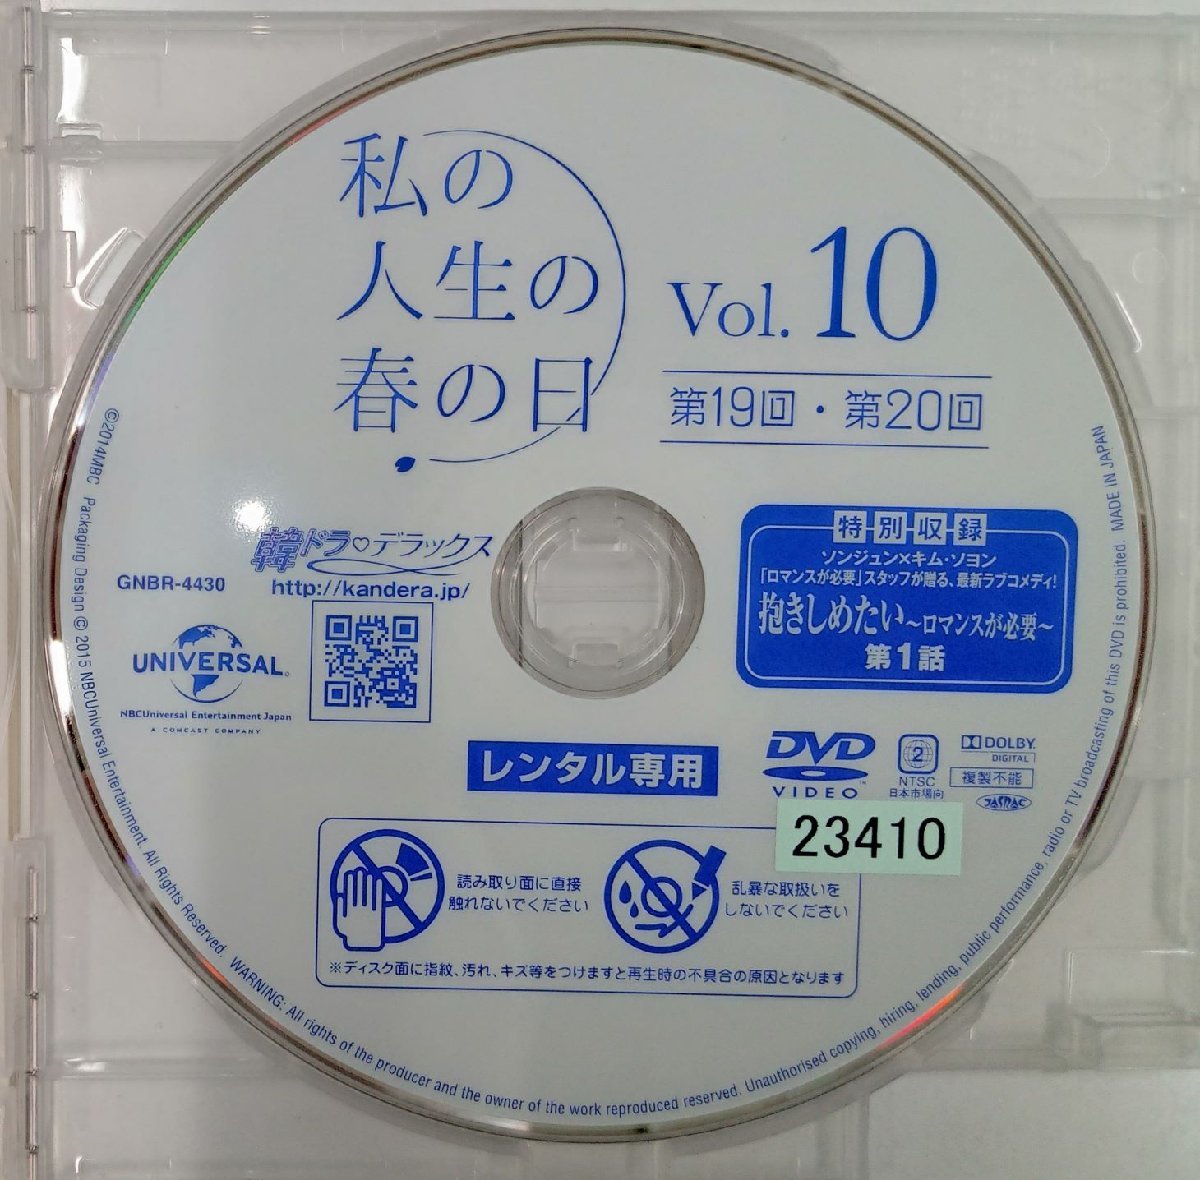 私の
人生の
春の日
Vol. 10
第19回・第20回
韓ドラ♡デラックス
http://kandera.jp/
GNBR-4430
UNIVERSAL
NBCUniversal Entertainment Japan
A COMCAST COMPANY
特別収録
ソンジュン×キム・ソヨン
「ロマンスが必要」スタッフが贈る、最新ラブコメディ!
抱きしめたい~ロマンスが必要~
第1話
レンタル専用
DVD
VIDEO
2
NTSC
日本市場向
DOLBY
DIGITAL
複製不能
JASRAC
23410
読み取り面に直接
触れないでください
乱暴な取扱いを
しないでください
※ディスク面に指紋、汚れ、キズ等をつけますと再生時の不具合の原因となります
©2014MBC Packaging Design © 2015 NBCUniversal Entertainment. All Rights Reserved. WARNING: All rights of the producer and the owner of the work reproduced reserved. Unauthorised copying, hiring, lending, public performance, radio or TV broadcasting of this DVD is prohibited. MADE IN JAPAN